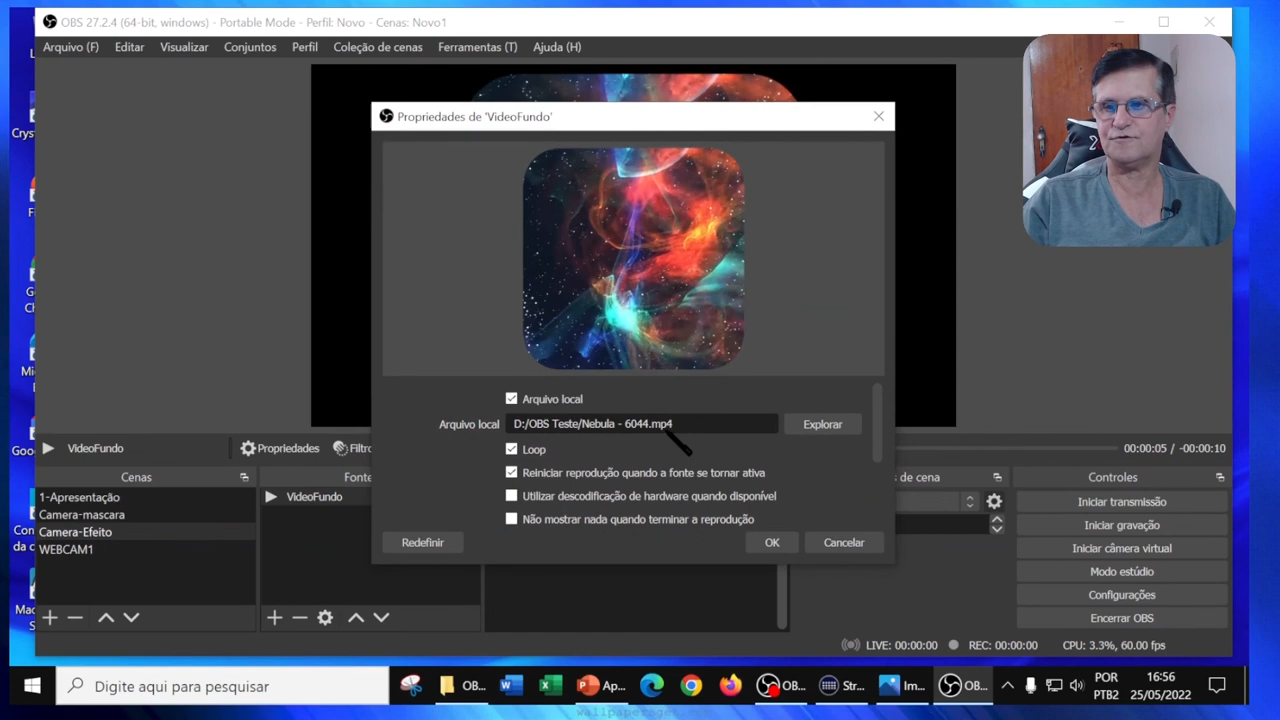 OBS 27.2.4 (64-bit, windows) - Portable Mode - Perfil: Novo - Cenas: Novo1
Arquivo (F) Editar Visualizar Conjuntos Perfil Coleção de cenas Ferramentas (T) Ajuda (H)
Propriedades de 'VideoFundo'
Arquivo local
Arquivo local D:/OBS Teste/Nebula - 6044.mp4 Explorar
Loop
Reiniciar reprodução quando a fonte se tornar ativa
Utilizar descodificação de hardware quando disponível
Não mostrar nada quando terminar a reprodução
Redefinir OK Cancelar
VideoFundo Propriedades Filtro 00:00:05 / -00:00:10
Cenas Fonte s de cena Controles
1-Apresentação
Camera-mascara
Camera-Efeito
WEBCAM1
VideoFundo
Iniciar transmissão
Iniciar gravação
Iniciar câmera virtual
Modo estúdio
Configurações
Encerrar OBS
LIVE: 00:00:00 REC: 00:00:00 CPU: 3.3%, 60.00 fps
Digite aqui para pesquisar OB... Ap... OB... Str... Im... OB... POR PTB2 16:56 25/05/2022